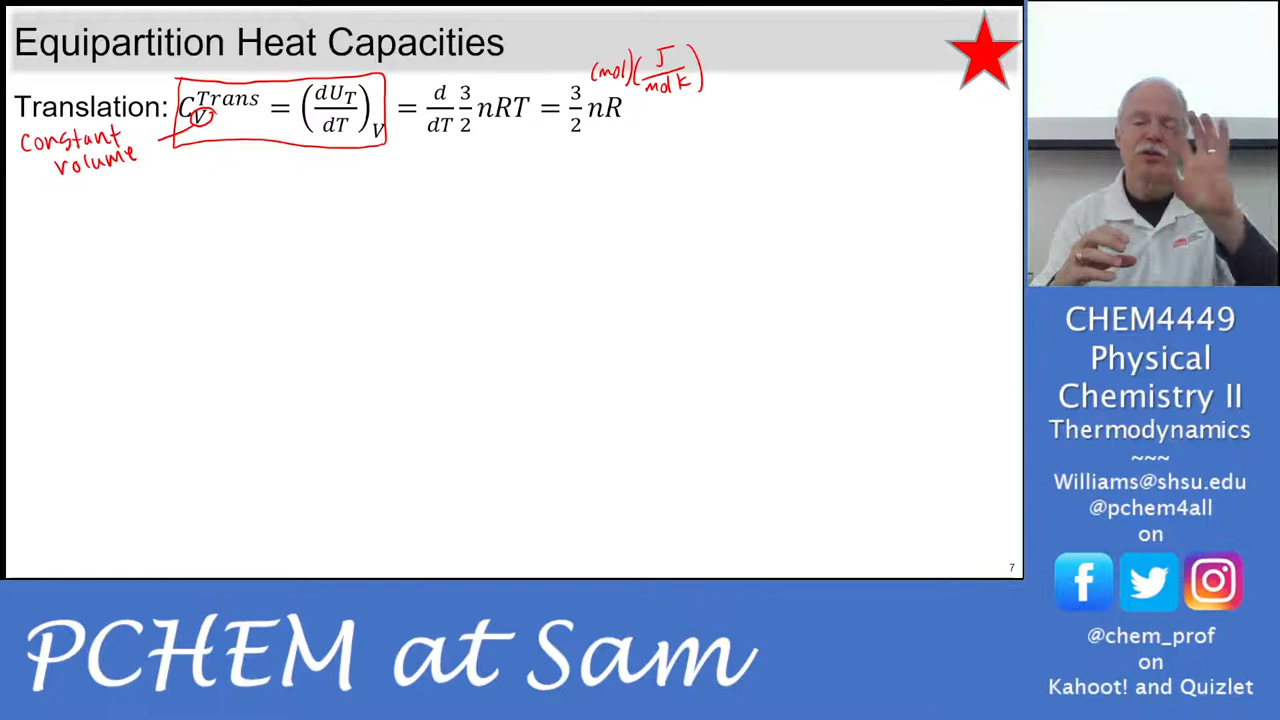 Equipartition Heat Capacities
(mol)(J/mol K)
Translation: C_V^Trans = (dU_T/dT)_V = d/dT 3/2 nRT = 3/2 nR
constant
volume
7
CHEM4449
Physical
Chemistry II
Thermodynamics
~~~
Williams@shsu.edu
@pchem4all
on
@chem_prof
on
Kahoot! and Quizlet
PCHEM at Sam